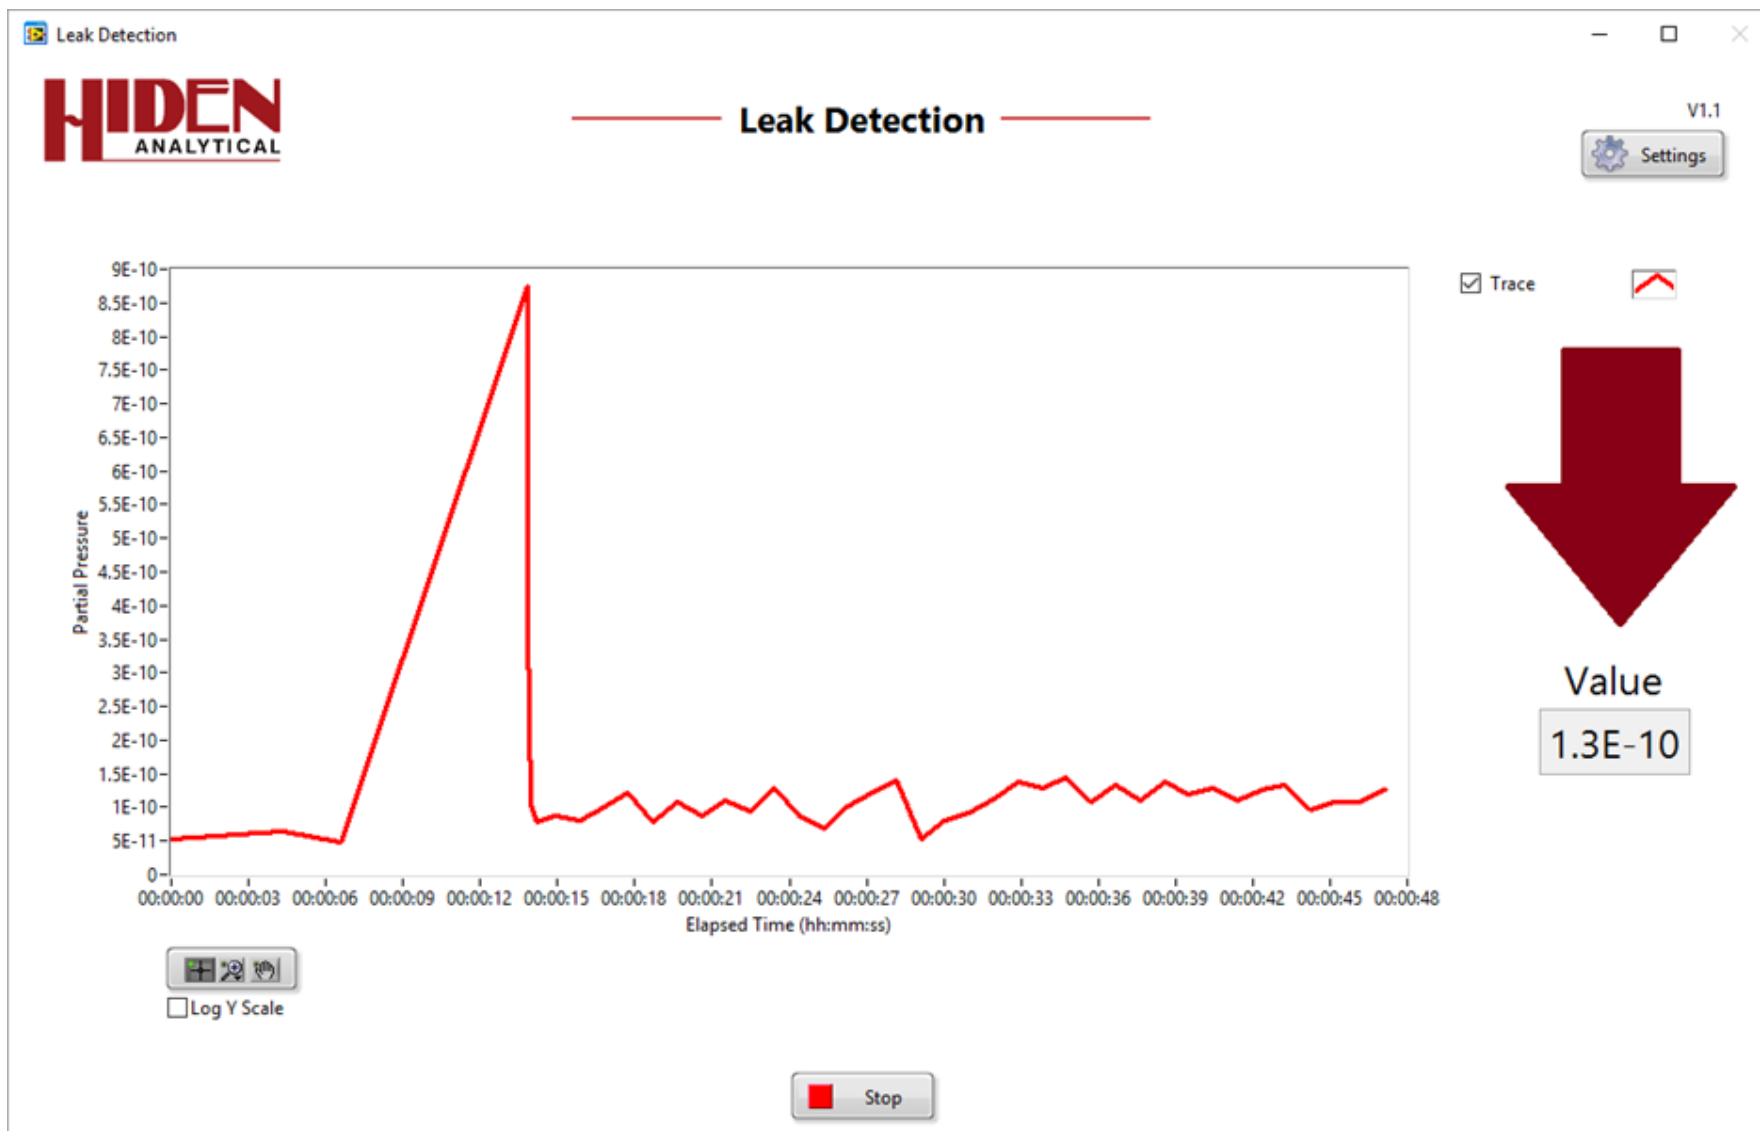 Leak Detection
HIDEN
ANALYTICAL
Leak Detection
V1.1
Settings
9E-10
8.5E-10
8E-10
7.5E-10
7E-10
6.5E-10
6E-10
5.5E-10
5E-10
4.5E-10
4E-10
3.5E-10
3E-10
2.5E-10
2E-10
1.5E-10
1E-10
5E-11
0
Partial Pressure
00:00:00 00:00:03 00:00:06 00:00:09 00:00:12 00:00:15 00:00:18 00:00:21 00:00:24 00:00:27 00:00:30 00:00:33 00:00:36 00:00:39 00:00:42 00:00:45 00:00:48
Elapsed Time (hh:mm:ss)
Trace
Value
1.3E-10
Log Y Scale
Stop